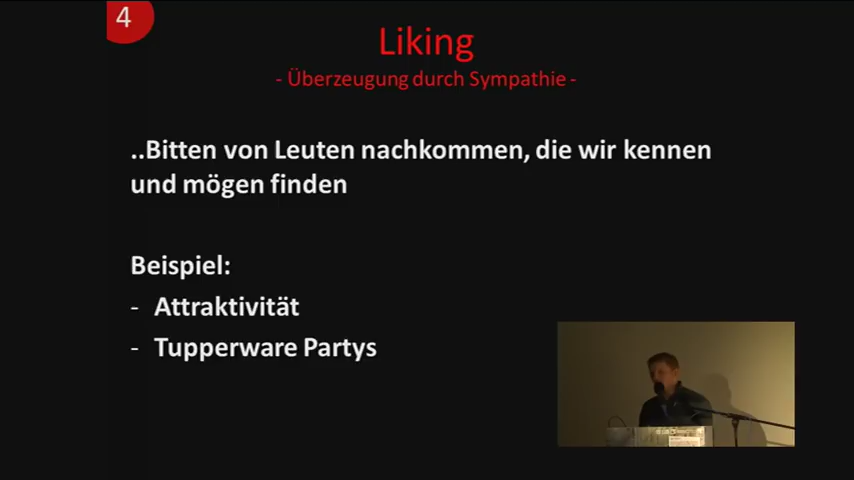 4
Liking
- Überzeugung durch Sympathie -
..Bitten von Leuten nachkommen, die wir kennen
und mögen finden
Beispiel:
- Attraktivität
- Tupperware Partys